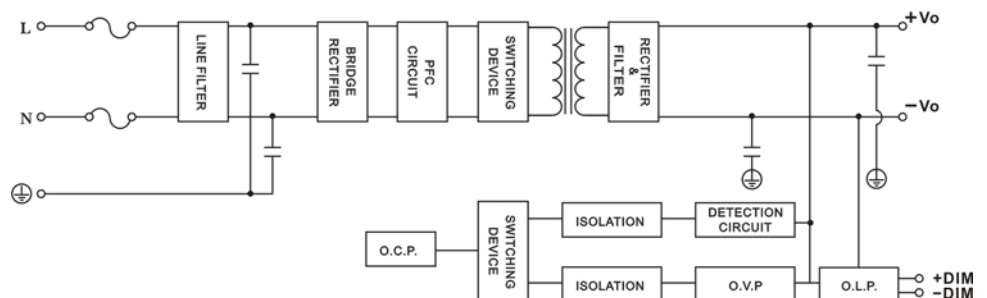 L
N
LINE FILTER
BRIDGE
RECTIFIER
PFC
CIRCUIT
SWITCHING
DEVICE
RECTIFIER
&
FILTER
+Vo
−Vo
O.C.P.
SWITCHING
DEVICE
ISOLATION
DETECTION
CIRCUIT
ISOLATION
O.V.P
O.L.P.
+DIM
−DIM